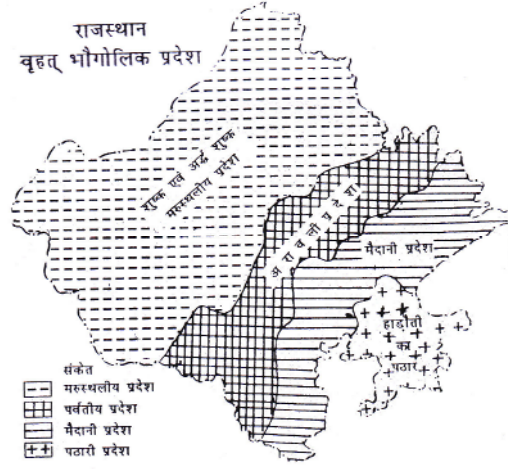 राजस्थान
वृहत् भौगोलिक प्रदेश
शुष्क एवं अर्द्ध शुष्क
मरुस्थलीय प्रदेश
अरावली प्रदेश
मैदानी प्रदेश
हाड़ौती
का
पठार
संकेत
मरुस्थलीय प्रदेश
पर्वतीय प्रदेश
मैदानी प्रदेश
पठारी प्रदेश